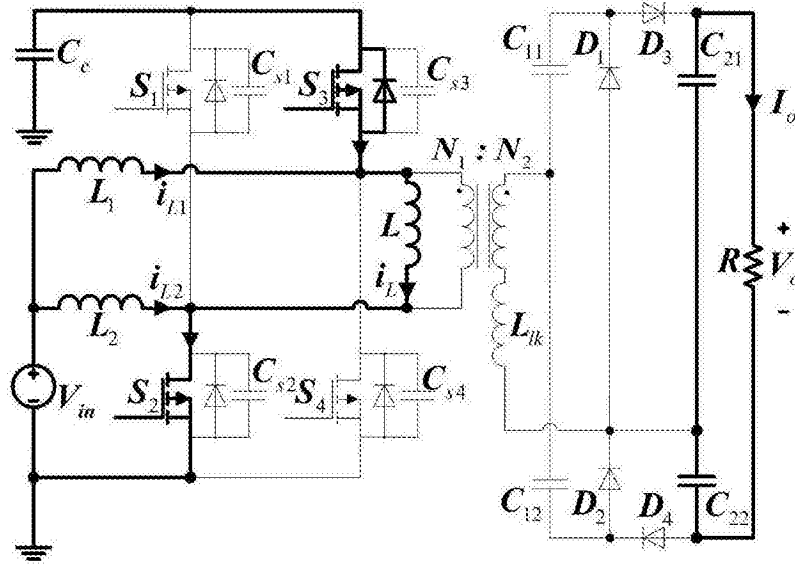 C_c
S_1
C_s1
S_3
C_s3
C_11
D_1
D_3
C_21
I_o
N_1 : N_2
L_1
i_L1
L
i_L
R
+
V_o
-
i_L2
L_2
L_lk
+
-
V_in
S_2
C_s2
S_4
C_s4
C_12
D_2
D_4
C_22